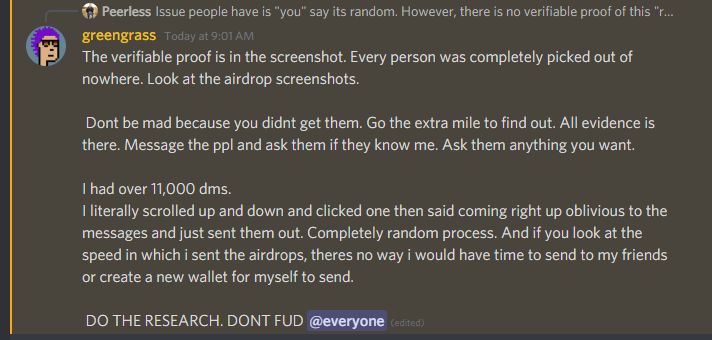 Peerless Issue people have is "you" say its random. However, there is no verifiable proof of this "r...
greengrass Today at 9:01 AM
The verifiable proof is in the screenshot. Every person was completely picked out of
nowhere. Look at the airdrop screenshots.
Dont be mad because you didnt get them. Go the extra mile to find out. All evidence is
there. Message the ppl and ask them if they know me. Ask them anything you want.
I had over 11,000 dms.
I literally scrolled up and down and clicked one then said coming right up oblivious to the
messages and just sent them out. Completely random process. And if you look at the
speed in which i sent the airdrops, theres no way i would have time to send to my friends
or create a new wallet for myself to send.
DO THE RESEARCH. DONT FUD @everyone (edited)